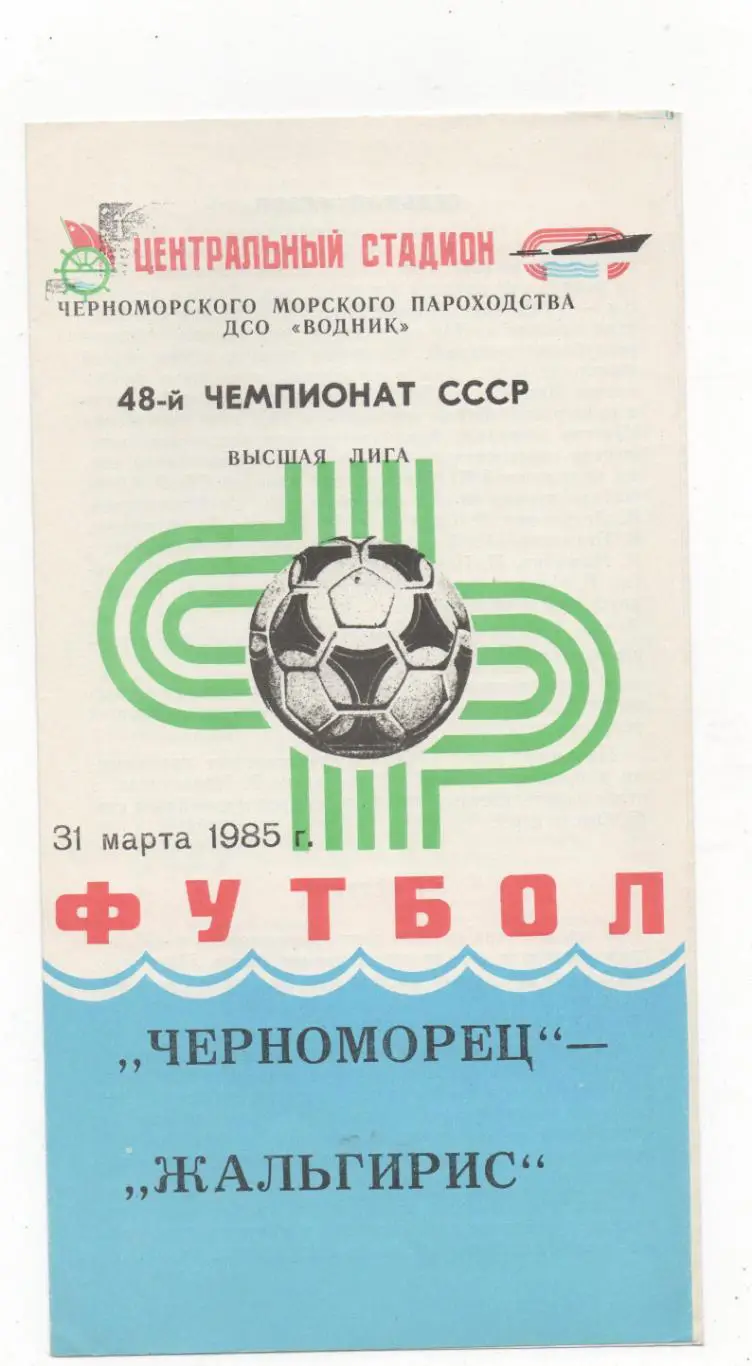 ЦЕНТРАЛЬНЫЙ СТАДИОН
ЧЕРНОМОРСКОГО МОРСКОГО ПАРОХОДСТВА
ДСО «ВОДНИК»
48-й ЧЕМПИОНАТ СССР
ВЫСШАЯ ЛИГА
31 марта 1985 г.
ФУТБОЛ
„ЧЕРНОМОРЕЦ“—
„ЖАЛЬГИРИС“